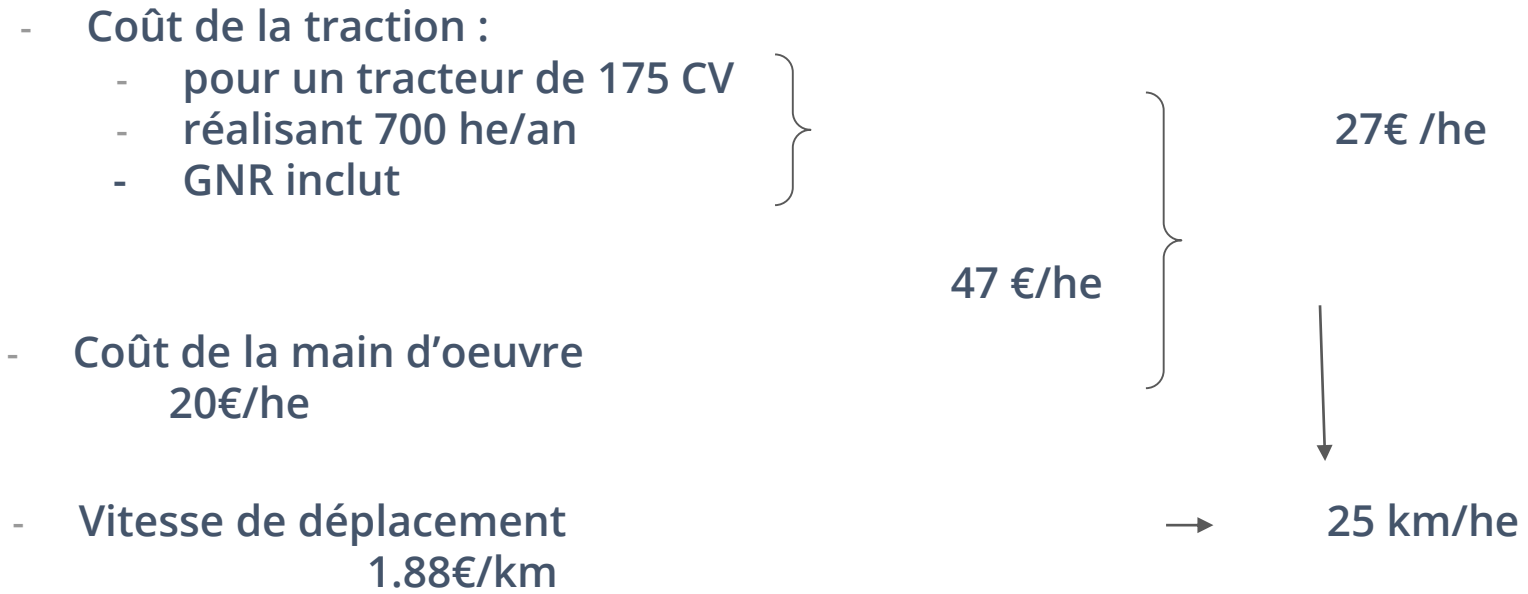 - Coût de la traction :
- pour un tracteur de 175 CV
- réalisant 700 he/an
27€ /he
- GNR inclut
47 €/he
- Coût de la main d’oeuvre
20€/he
- Vitesse de déplacement
25 km/he
1.88€/km